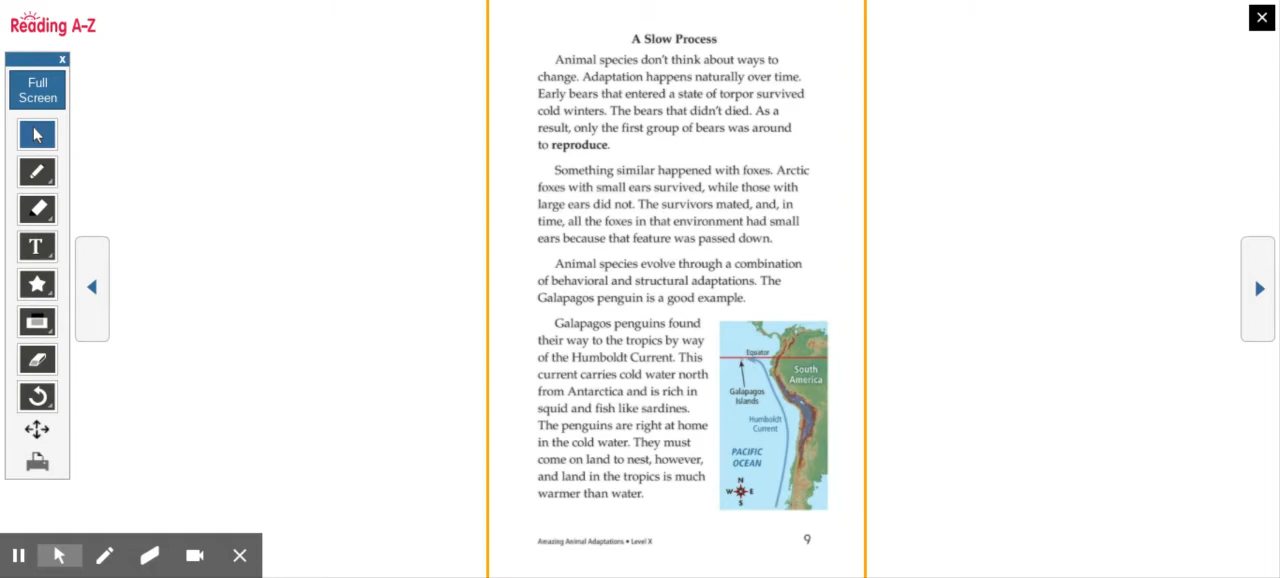 Reading A-Z
x
Full
Screen
T
A Slow Process
Animal species don't think about ways to
change. Adaptation happens naturally over time.
Early bears that entered a state of torpor survived
cold winters. The bears that didn't died. As a
result, only the first group of bears was around
to reproduce.
Something similar happened with foxes. Arctic
foxes with small ears survived, while those with
large ears did not. The survivors mated, and, in
time, all the foxes in that environment had small
ears because that feature was passed down.
Animal species evolve through a combination
of behavioral and structural adaptations. The
Galapagos penguin is a good example.
Galapagos penguins found
their way to the tropics by way
of the Humboldt Current. This
current carries cold water north
from Antarctica and is rich in
squid and fish like sardines.
The penguins are right at home
in the cold water. They must
come on land to nest, however,
and land in the tropics is much
warmer than water.
Equator
South
America
Galapagos
Islands
Humboldt
Current
PACIFIC
OCEAN
N
W E
S
Amazing Animal Adaptations • Level X
9